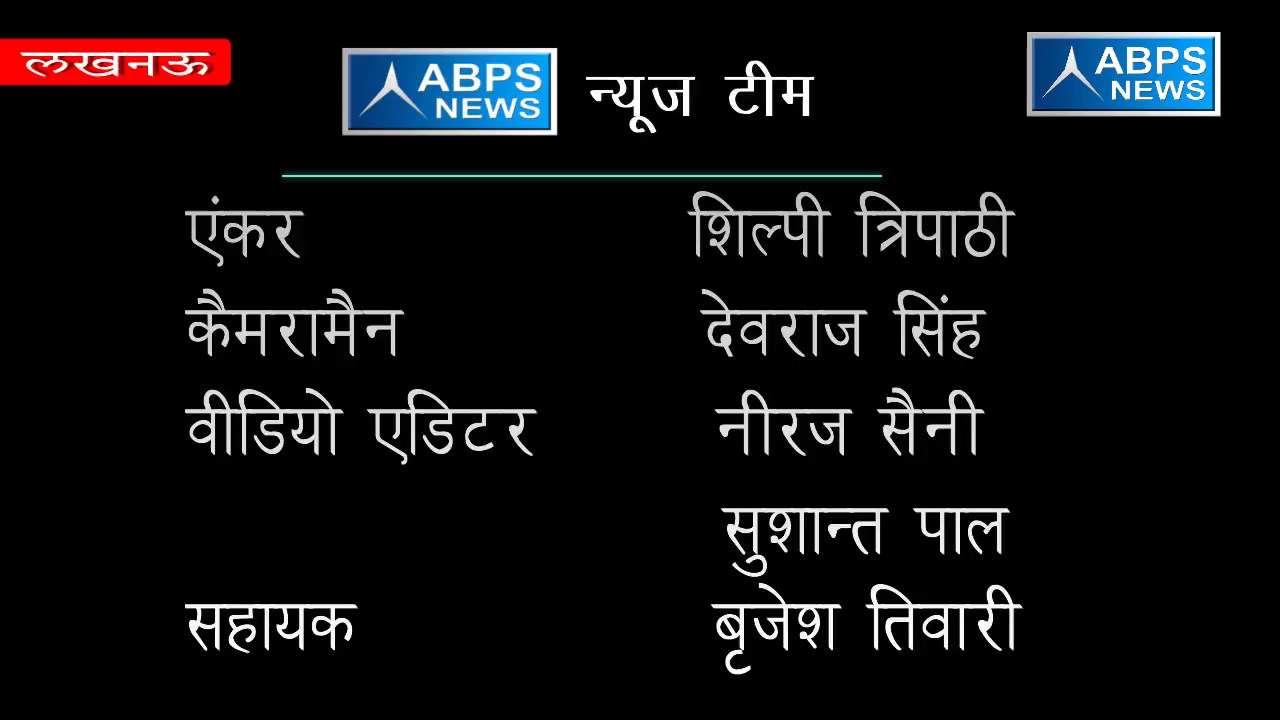 लखनऊ
ABPS NEWS न्यूज टीम
ABPS NEWS
एंकर शिल्पी त्रिपाठी
कैमरामैन देवराज सिंह
वीडियो एडिटर नीरज सैनी
सुशान्त पाल
सहायक बृजेश तिवारी